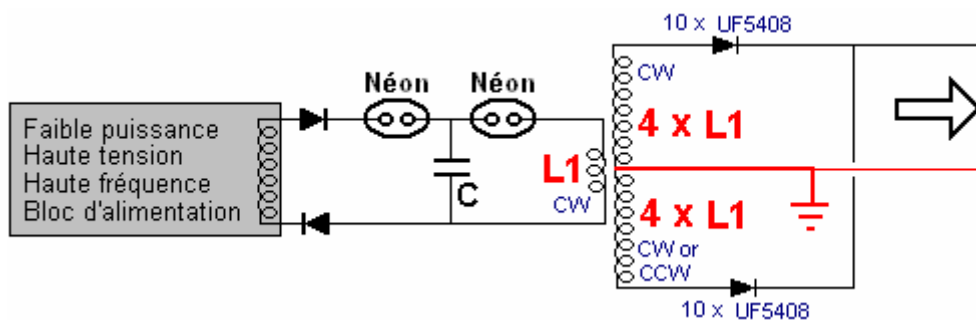 10 x UF5408
CW
Néon
Néon
4 x L1
Faible puissance
Haute tension
Haute fréquence
Bloc d'alimentation
L1
C
CW
4 x L1
CW or
CCW
10 x UF5408